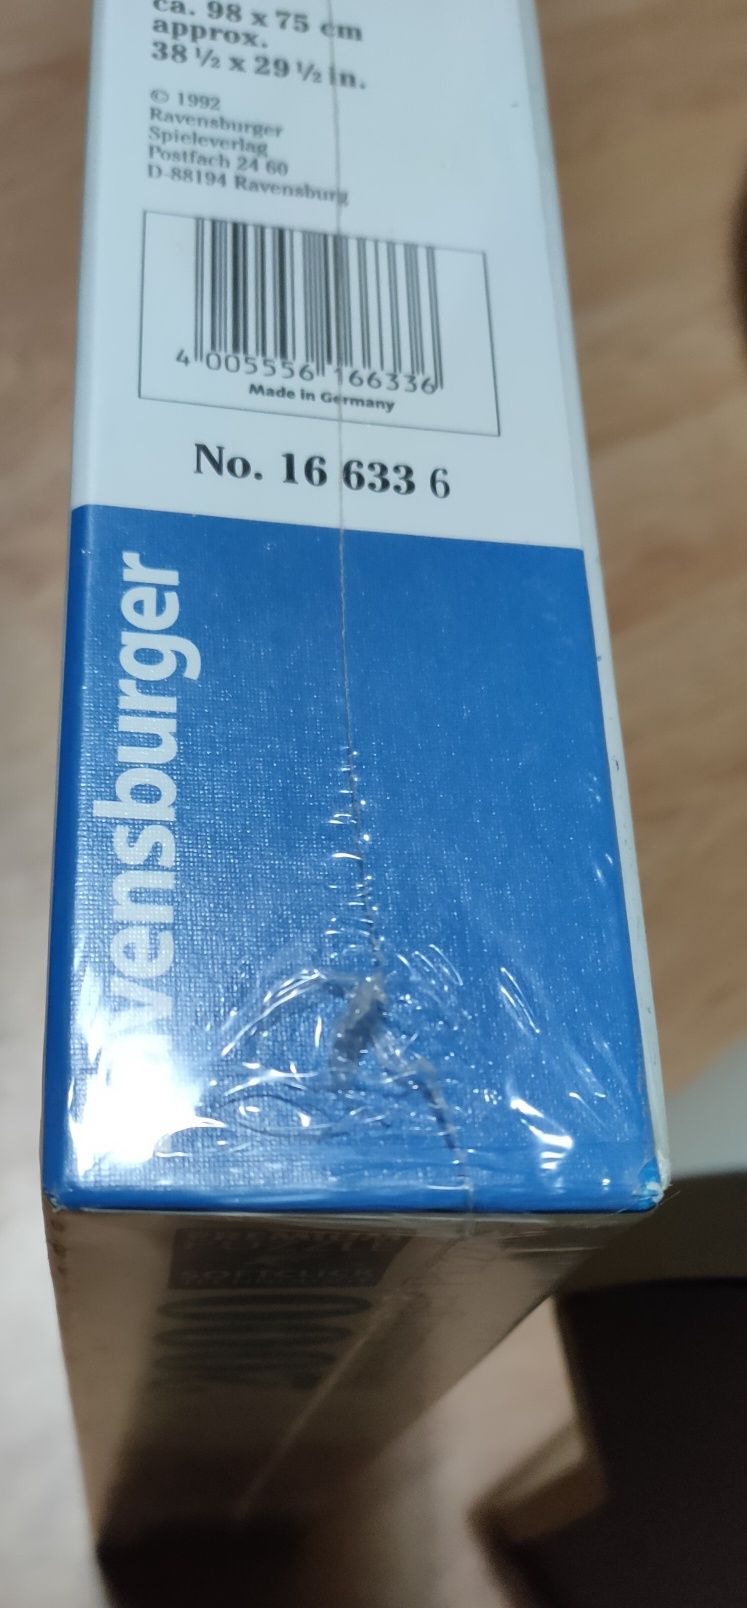 ca. 98 x 75 cm
approx.
38 ½ x 29 ½ in.
© 1992
Ravensburger
Spieleverlag
Postfach 24 60
D-88194 Ravensburg
4 005556 166336
Made in Germany
No. 16 633 6
vensburger